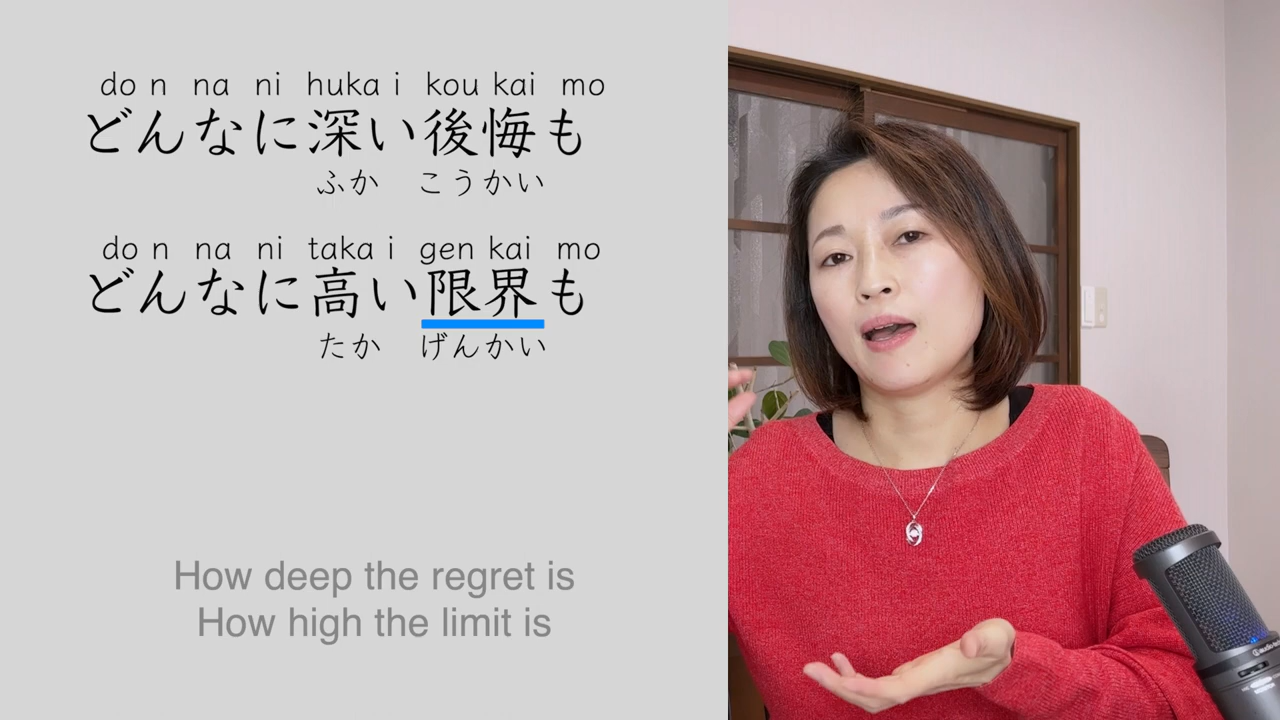 do n na ni huka i kou kai mo
どんなに深い後悔も
ふか こうかい
do n na ni taka i gen kai mo
どんなに高い限界も
たか げんかい
How deep the regret is
How high the limit is
audio-tech